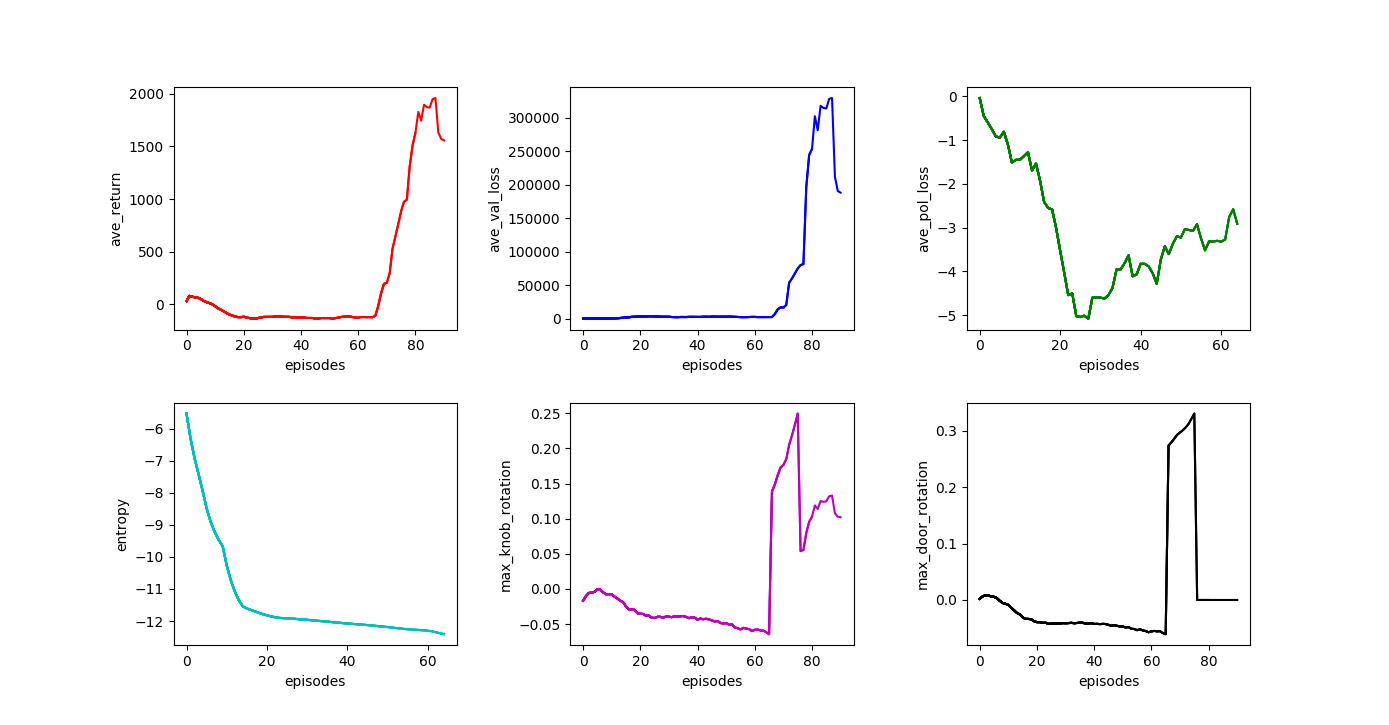 2000
1500
1000
500
0
ave_return
0 20 40 60 80
episodes
300000
250000
200000
150000
100000
50000
0
ave_val_loss
0 20 40 60 80
episodes
0
−1
−2
−3
−4
−5
ave_pol_loss
0 20 40 60
episodes
−6
−7
−8
−9
−10
−11
−12
entropy
0 20 40 60
episodes
0.25
0.20
0.15
0.10
0.05
0.00
−0.05
max_knob_rotation
0 20 40 60 80
episodes
0.3
0.2
0.1
0.0
max_door_rotation
0 20 40 60 80
episodes